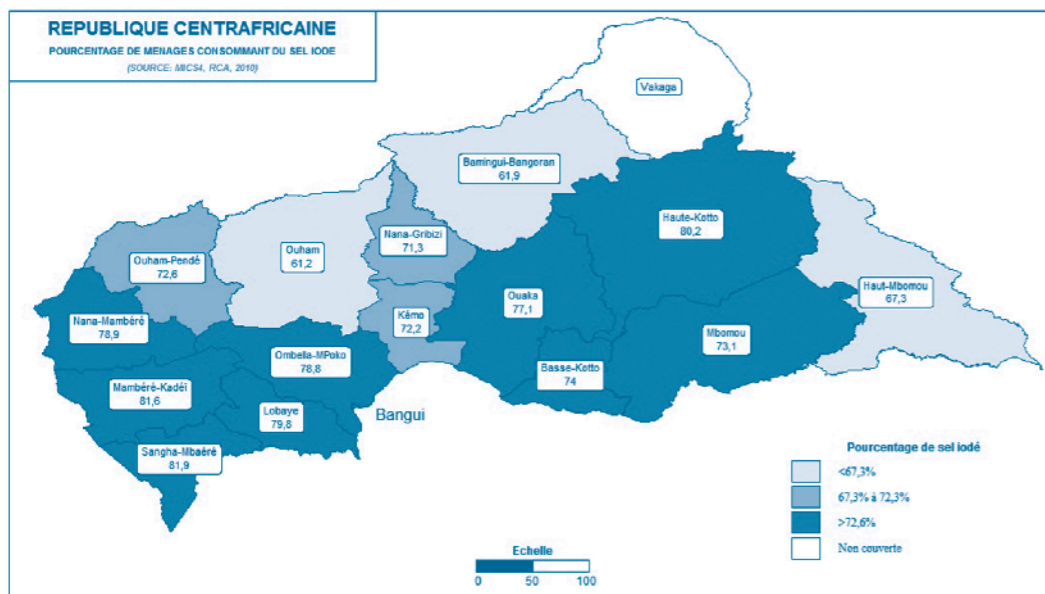 REPUBLIQUE CENTRAFRICAINE
POURCENTAGE DE MENAGES CONSOMMANT DU SEL IODE
(SOURCE: MICS4, RCA, 2010)
Vakaga
Bamingui-Bangoran
61,9
Haute-Kotto
80,2
Nana-Gribizi
71,3
Ouham
61,2
Ouham-Pendé
72,6
Haut-Mbomou
67,3
Ouaka
77,1
Kémo
72,2
Nana-Mambéré
78,9
Mbomou
73,1
Ombella-MPoko
78,8
Basse-Kotto
74
Mambéré-Kadéï
81,6
Lobaye
79,8
Bangui
Sangha-Mbaéré
81,9
Pourcentage de sel iodé
<67,3%
67,3% à 72,3%
>72,6%
Non couverte
Echelle
0 50 100